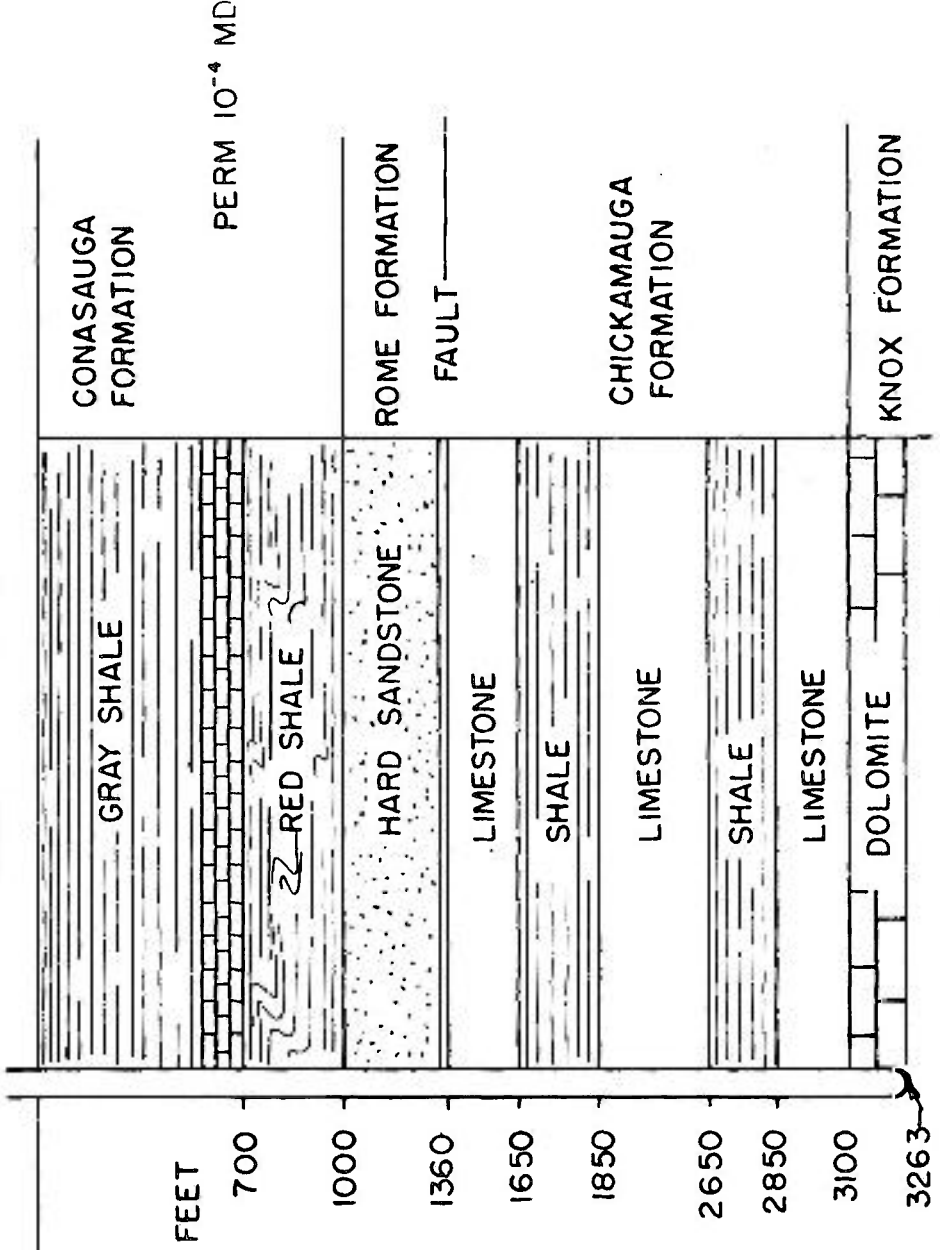 FEET
700
1000
1360
1650
1850
2650
2850
3100
3263
GRAY SHALE
RED SHALE
HARD SANDSTONE
LIMESTONE
SHALE
LIMESTONE
SHALE
LIMESTONE
DOLOMITE
CONASAUGA
FORMATION
PERM 10⁻⁴ MD
ROME FORMATION
FAULT
CHICKAMAUGA
FORMATION
KNOX FORMATION